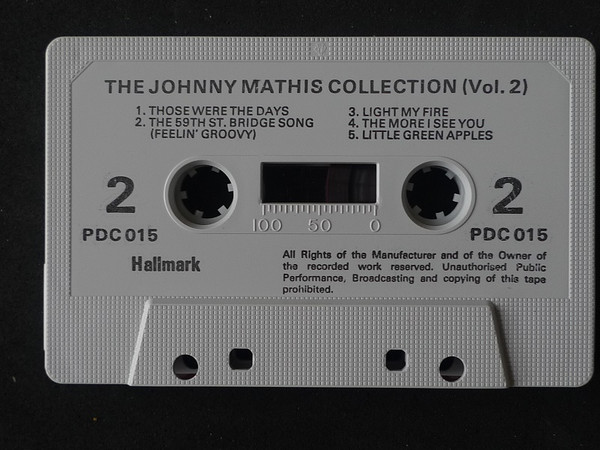 THE JOHNNY MATHIS COLLECTION (Vol. 2)
1. THOSE WERE THE DAYS
2. THE 59TH ST. BRIDGE SONG
(FEELIN' GROOVY)
3. LIGHT MY FIRE
4. THE MORE I SEE YOU
5. LITTLE GREEN APPLES
2
2
100 50 0
PDC 015
PDC 015
Hallmark
All Rights of the Manufacturer and of the Owner of
the recorded work reserved. Unauthorised Public
Performance, Broadcasting and copying of this tape
prohibited.